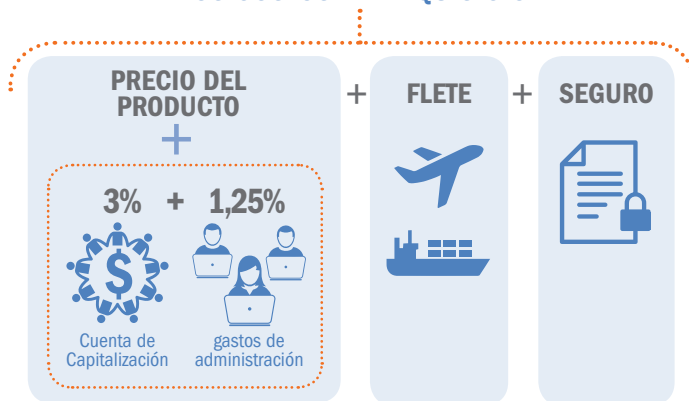 PRECIO DEL
PRODUCTO
+
3% + 1,25%
$
Cuenta de
Capitalización
gastos de
administración
+
FLETE
+
SEGURO